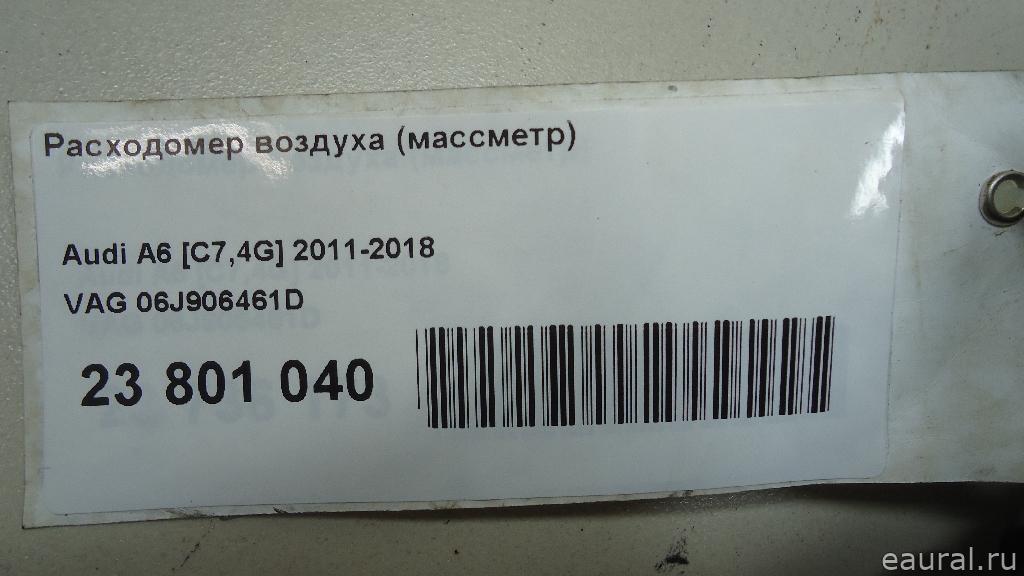 Расходомер воздуха (массметр)
Audi A6 [C7,4G] 2011-2018
VAG 06J906461D
23 801 040
eaural.ru